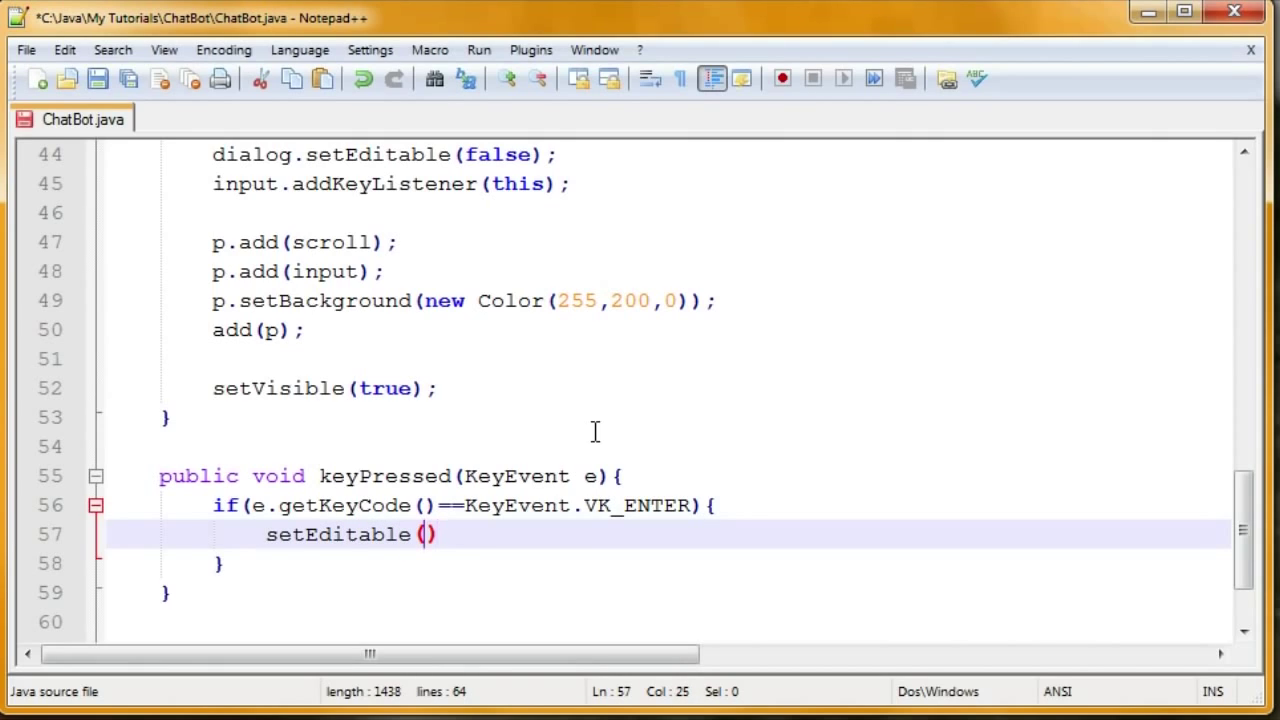 *C:\Java\My Tutorials\ChatBot\ChatBot.java - Notepad++
File Edit Search View Encoding Language Settings Macro Run Plugins Window ? X
ABC
ChatBot.java
44 dialog.setEditable(false);
45 input.addKeyListener(this);
46
47 p.add(scroll);
48 p.add(input);
49 p.setBackground(new Color(255,200,0));
50 add(p);
51
52 setVisible(true);
53 }
54
55 public void keyPressed(KeyEvent e){
56 if(e.getKeyCode()==KeyEvent.VK_ENTER){
57 setEditable()
58 }
59 }
60
Java source file length : 1438 lines : 64 Ln : 57 Col : 25 Sel : 0 Dos\Windows ANSI INS